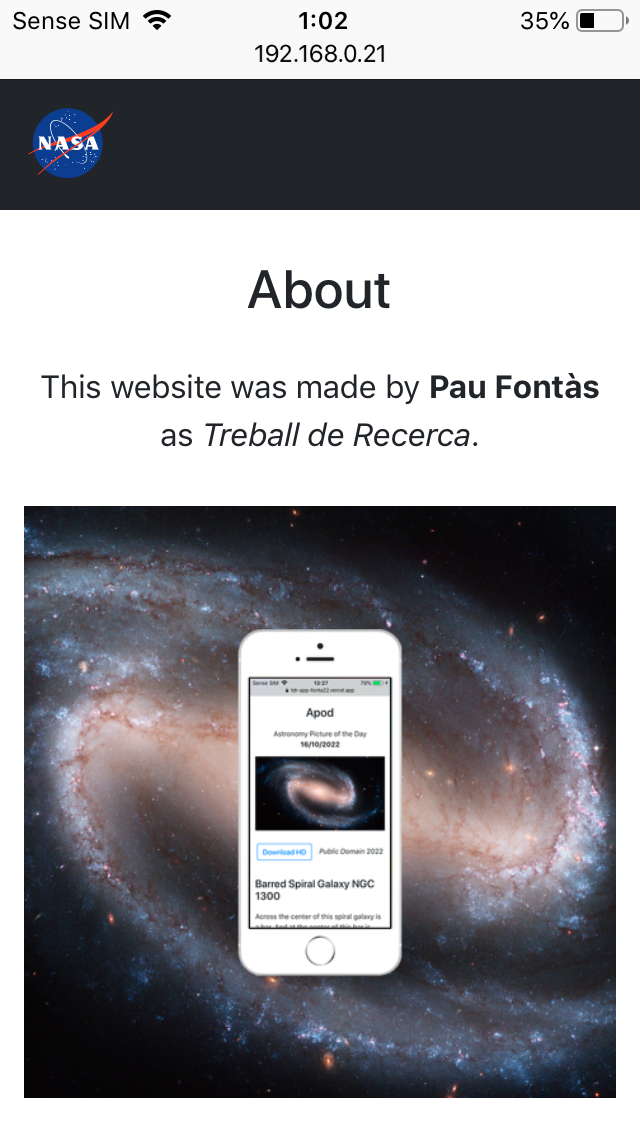 Sense SIM 1:02 35%
192.168.0.21
NASA
About
This website was made by Pau Fontàs
as Treball de Recerca.
Sense SIM 13:27 79%
tdr-app-fonta22.vercel.app
Apod
Astronomy Picture of the Day
16/10/2022
Download HD Public Domain 2022
Barred Spiral Galaxy NGC
1300
Across the center of this spiral galaxy is
a bar. And at the center of this bar is